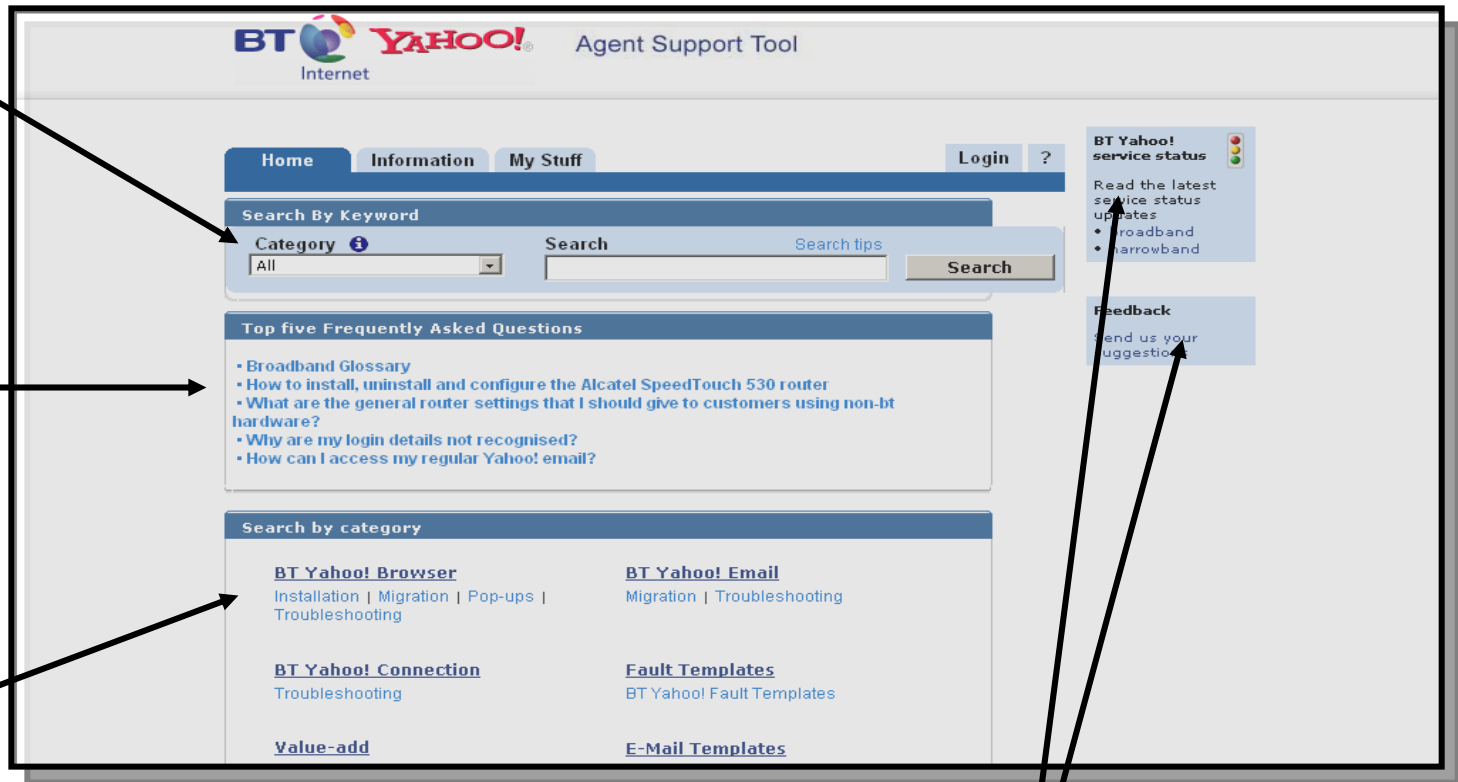 BT YAHOO!® Agent Support Tool
Internet
Home Information My Stuff Login ?
Search By Keyword
Category i Search Search tips
All Search
Top five Frequently Asked Questions
• Broadband Glossary
• How to install, uninstall and configure the Alcatel SpeedTouch 530 router
• What are the general router settings that I should give to customers using non-bt
hardware?
• Why are my login details not recognised?
• How can I access my regular Yahoo! email?
Search by category
BT Yahoo! Browser
Installation | Migration | Pop-ups |
Troubleshooting
BT Yahoo! Email
Migration | Troubleshooting
BT Yahoo! Connection
Troubleshooting
Fault Templates
BT Yahoo! Fault Templates
Value-add
E-Mail Templates
BT Yahoo!
service status
Read the latest
service status
updates
• broadband
• narrowband
Feedback
Send us your
suggestions